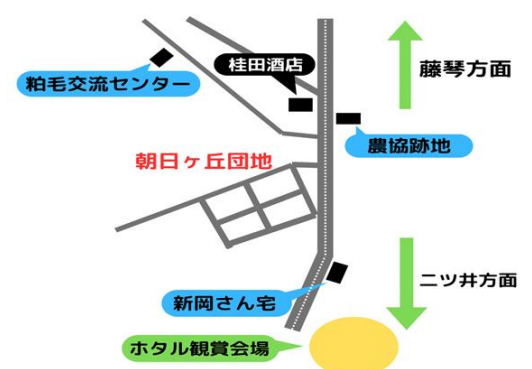 桂田酒店
藤琴方面
粕毛交流センター
農協跡地
朝日ヶ丘団地
二ツ井方面
新岡さん宅
ホタル観賞会場